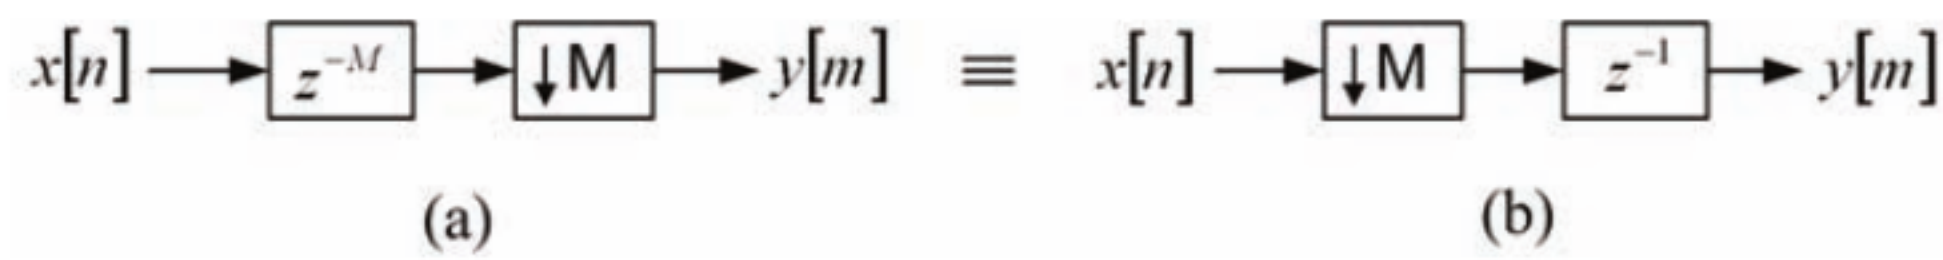 x[n] z^{-M} ↓M y[m] ≡ x[n] ↓M z^{-1} y[m]
(a) (b)